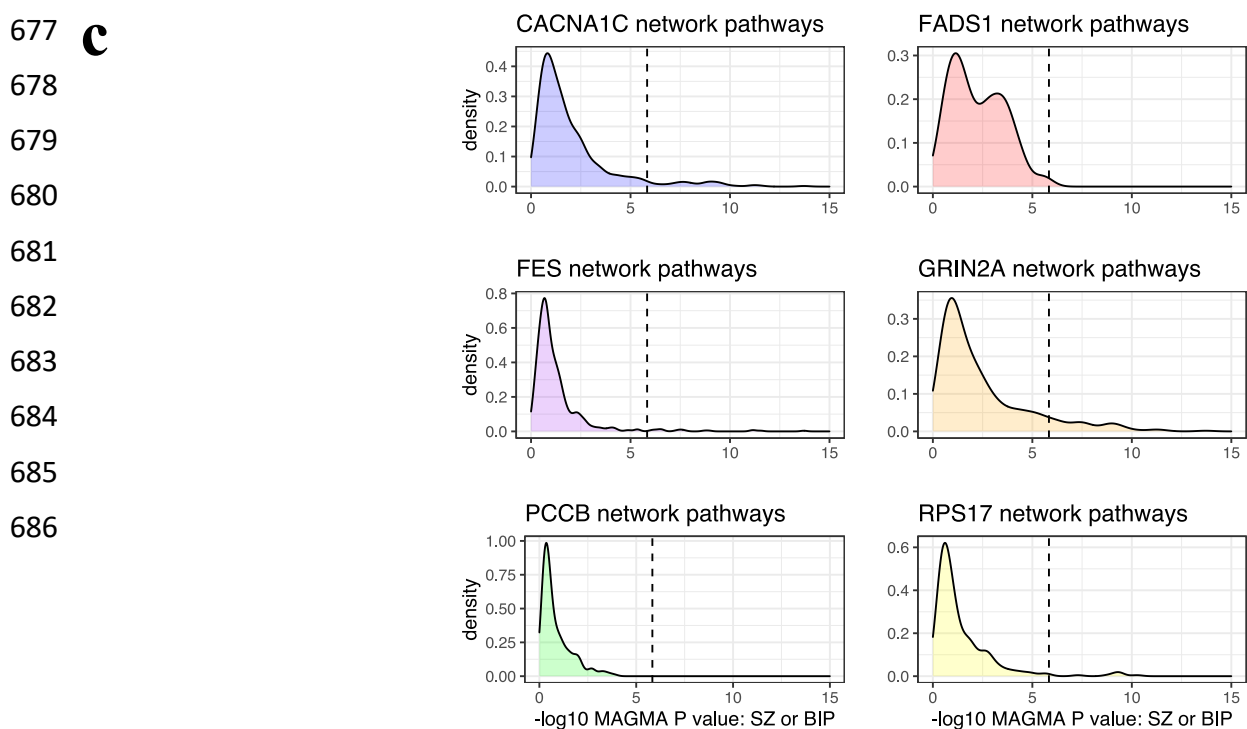 677
678
679
680
681
682
683
684
685
686
c
CACNA1C network pathways
density
0.4
0.3
0.2
0.1
0.0
0 5 10 15
FADS1 network pathways
0.3
0.2
0.1
0.0
0 5 10 15
FES network pathways
density
0.8
0.6
0.4
0.2
0.0
0 5 10 15
GRIN2A network pathways
0.3
0.2
0.1
0.0
0 5 10 15
PCCB network pathways
density
1.00
0.75
0.50
0.25
0.00
0 5 10 15
-log10 MAGMA P value: SZ or BIP
RPS17 network pathways
0.6
0.4
0.2
0.0
0 5 10 15
-log10 MAGMA P value: SZ or BIP